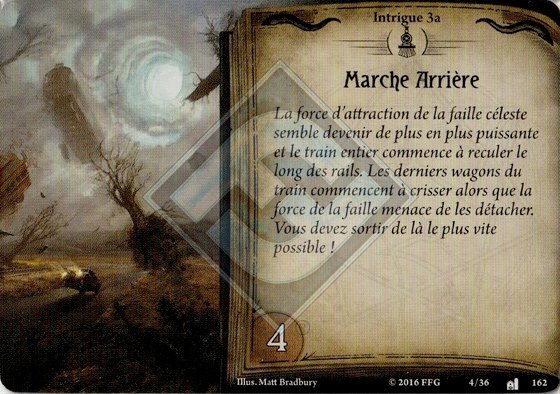 Intrigue 3a
Marche Arrière
La force d'attraction de la faille céleste
semble devenir de plus en plus puissante
et le train entier commence à reculer le
long des rails. Les derniers wagons du
train commencent à crisser alors que la
force de la faille menace de les détacher.
Vous devez sortir de là le plus vite
possible !
4
Illus. Matt Bradbury © 2016 FFG 4/36 162